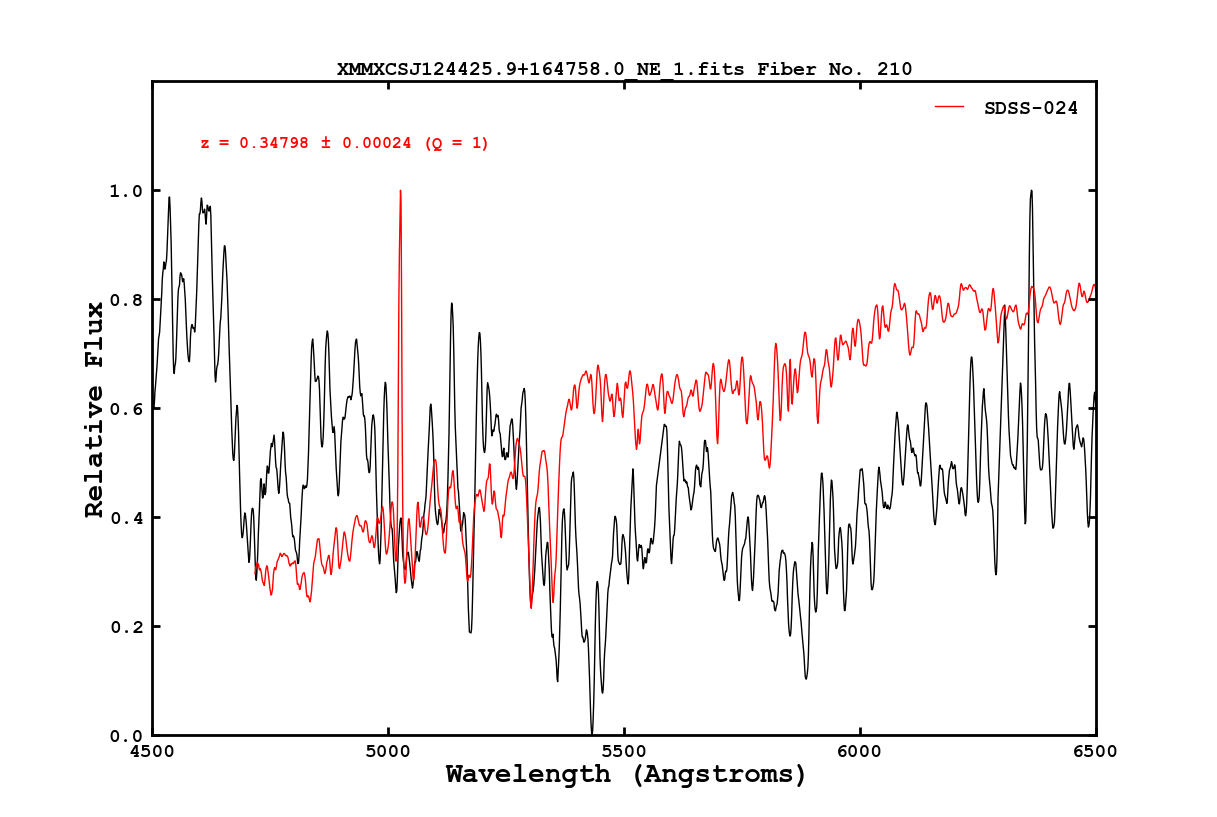 XMMXCSJ124425.9+164758.0_NE_1.fits Fiber No. 210
SDSS-024
z = 0.34798 ± 0.00024 (Q = 1)
1.0
0.8
0.6
0.4
0.2
0.0
Relative Flux
4500 5000 5500 6000 6500
Wavelength (Angstroms)